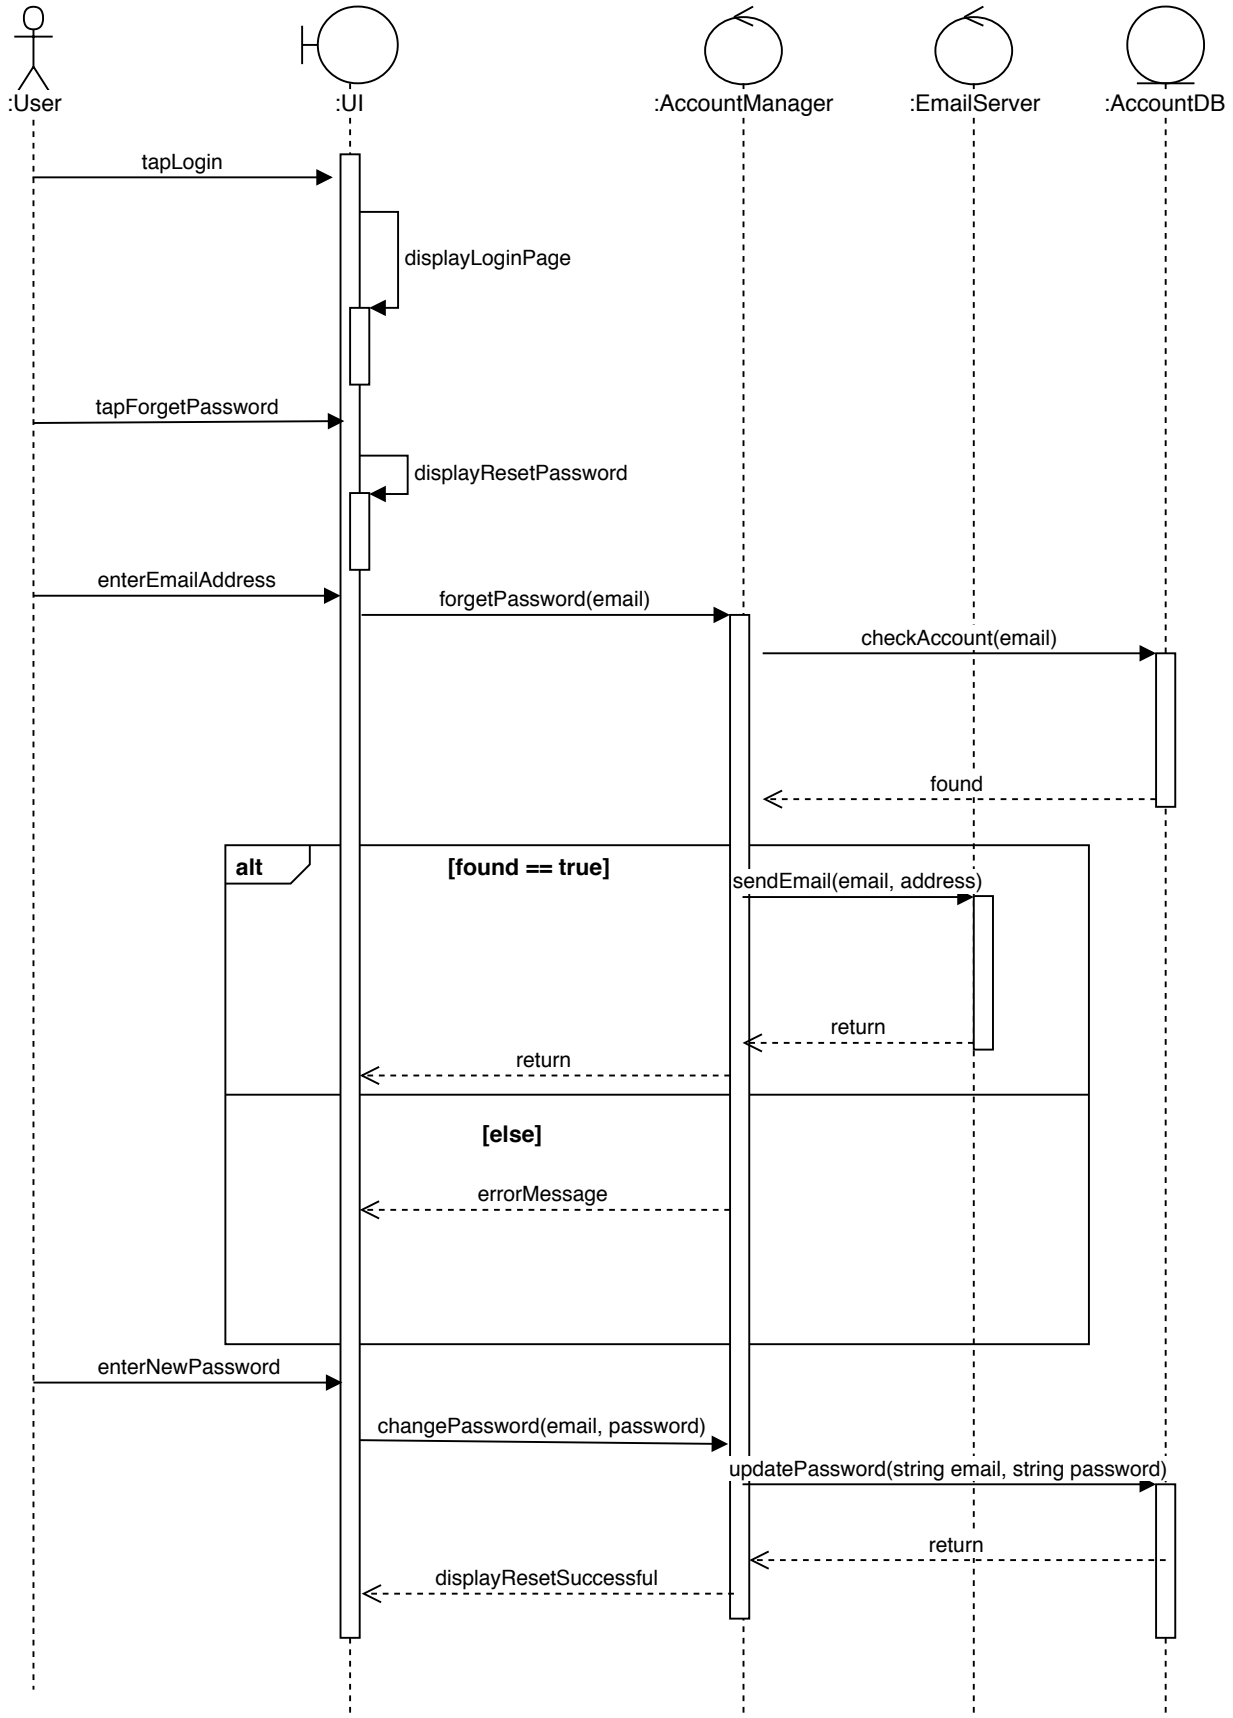 :User
:UI
:AccountManager
:EmailServer
:AccountDB
tapLogin
displayLoginPage
tapForgetPassword
displayResetPassword
enterEmailAddress
forgetPassword(email)
checkAccount(email)
found
alt
[found == true]
sendEmail(email, address)
return
return
[else]
errorMessage
enterNewPassword
changePassword(email, password)
updatePassword(string email, string password)
return
displayResetSuccessful